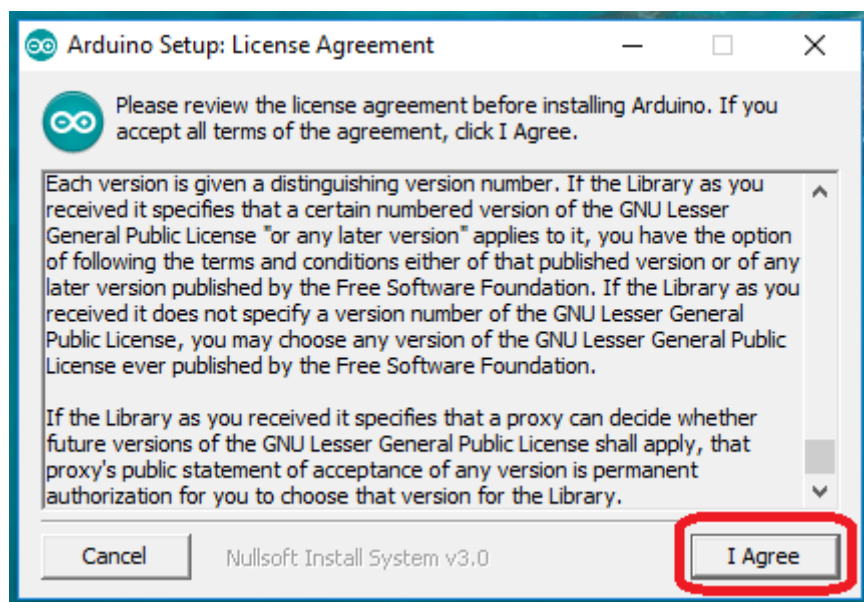 Arduino Setup: License Agreement
Please review the license agreement before installing Arduino. If you
accept all terms of the agreement, click I Agree.
Each version is given a distinguishing version number. If the Library as you
received it specifies that a certain numbered version of the GNU Lesser
General Public License "or any later version" applies to it, you have the option
of following the terms and conditions either of that published version or of any
later version published by the Free Software Foundation. If the Library as you
received it does not specify a version number of the GNU Lesser General
Public License, you may choose any version of the GNU Lesser General Public
License ever published by the Free Software Foundation.
If the Library as you received it specifies that a proxy can decide whether
future versions of the GNU Lesser General Public License shall apply, that
proxy's public statement of acceptance of any version is permanent
authorization for you to choose that version for the Library.
Cancel
Nullsoft Install System v3.0
I Agree